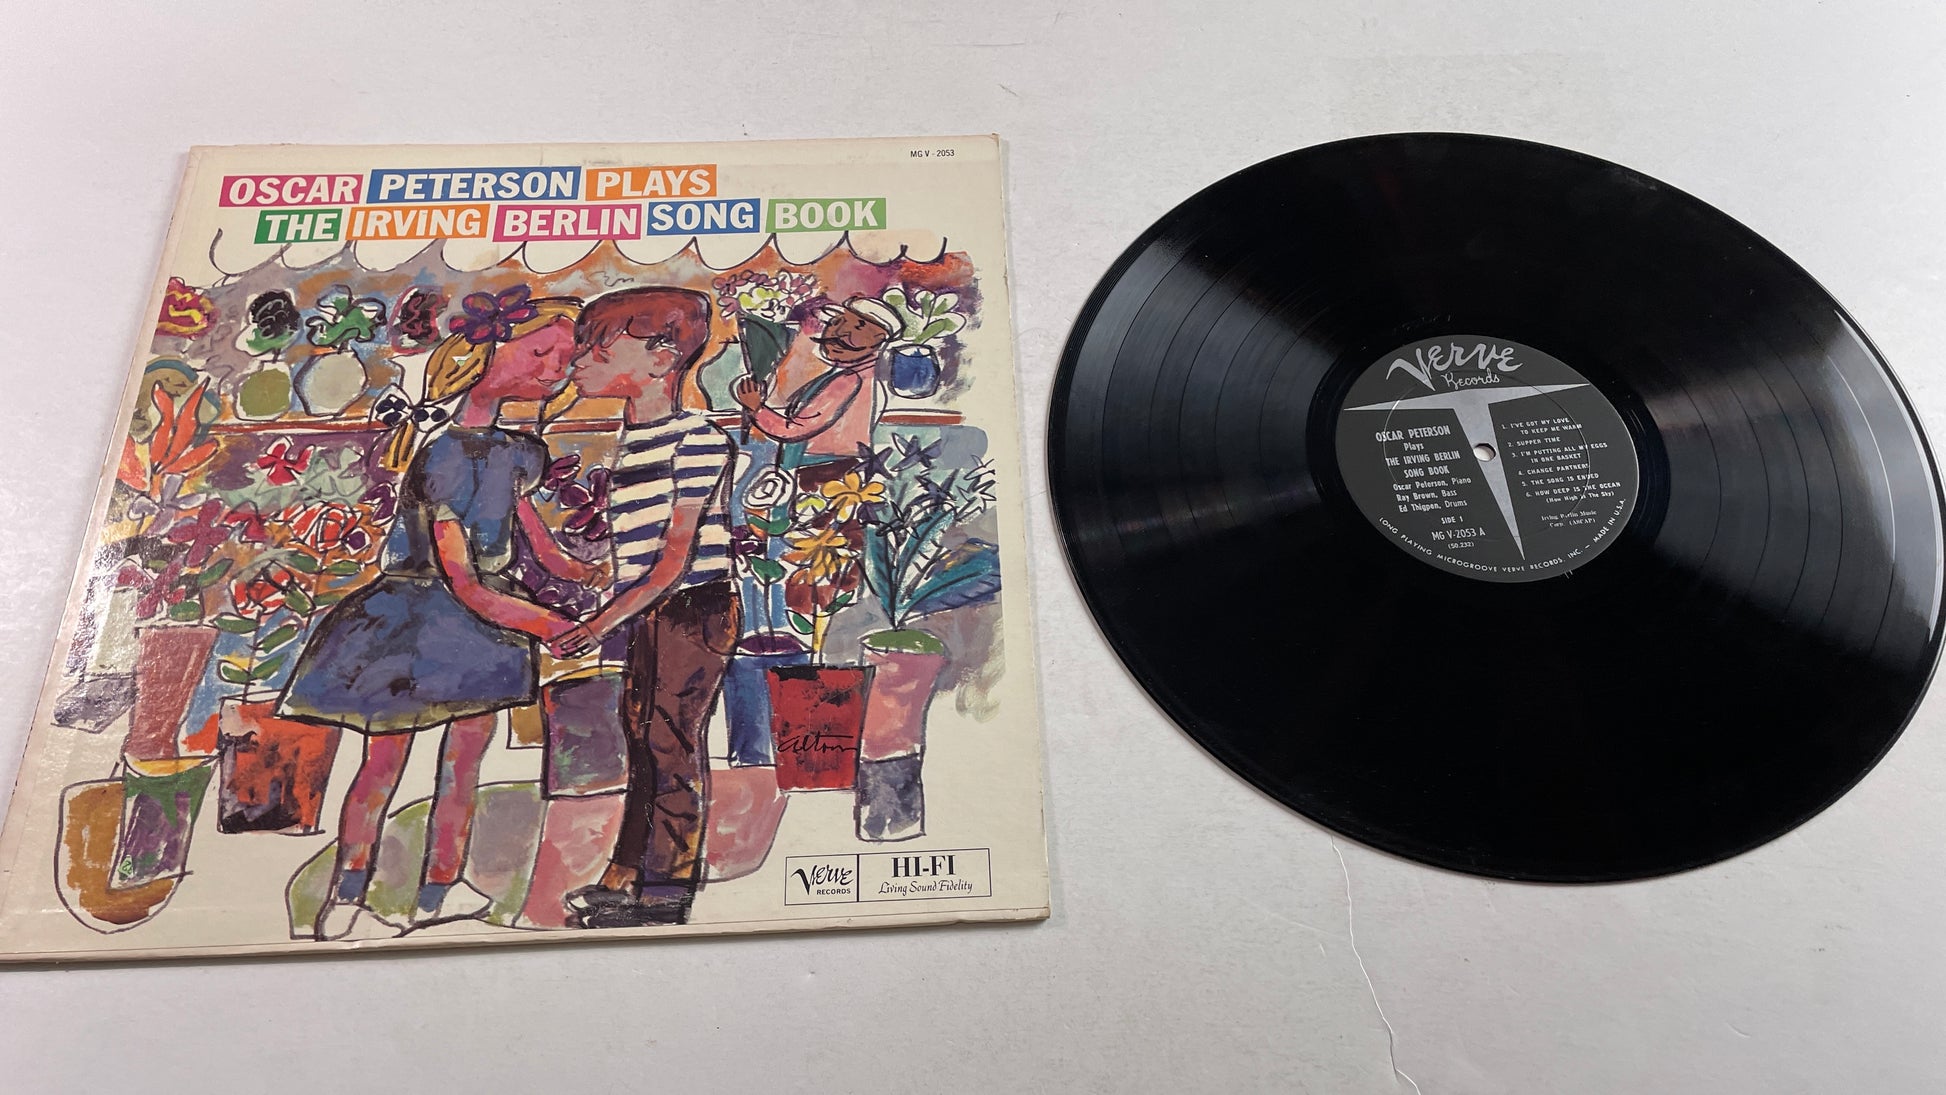 MG V - 2053
OSCAR PETERSON PLAYS
THE IRVING BERLIN SONG BOOK
Alton
VERVE
RECORDS
HI-FI
Living Sound Fidelity
VERVE
Records
OSCAR PETERSON
Plays
THE IRVING BERLIN
SONG BOOK
Oscar Peterson, Piano
Ray Brown, Bass
Ed Thigpen, Drums
SIDE 1
MG V-2053 A
(50,232)
1. I'VE GOT MY LOVE
TO KEEP ME WARM
2. SUPPER TIME
3. I'M PUTTING ALL MY EGGS
IN ONE BASKET
4. CHANGE PARTNERS
5. THE SONG IS ENDED
6. HOW DEEP IS THE OCEAN
(How High is The Sky)
Irving Berlin Music
Corp. (ASCAP)
LONG PLAYING MICROGROOVE VERVE RECORDS, INC. — MADE IN U.S.A.